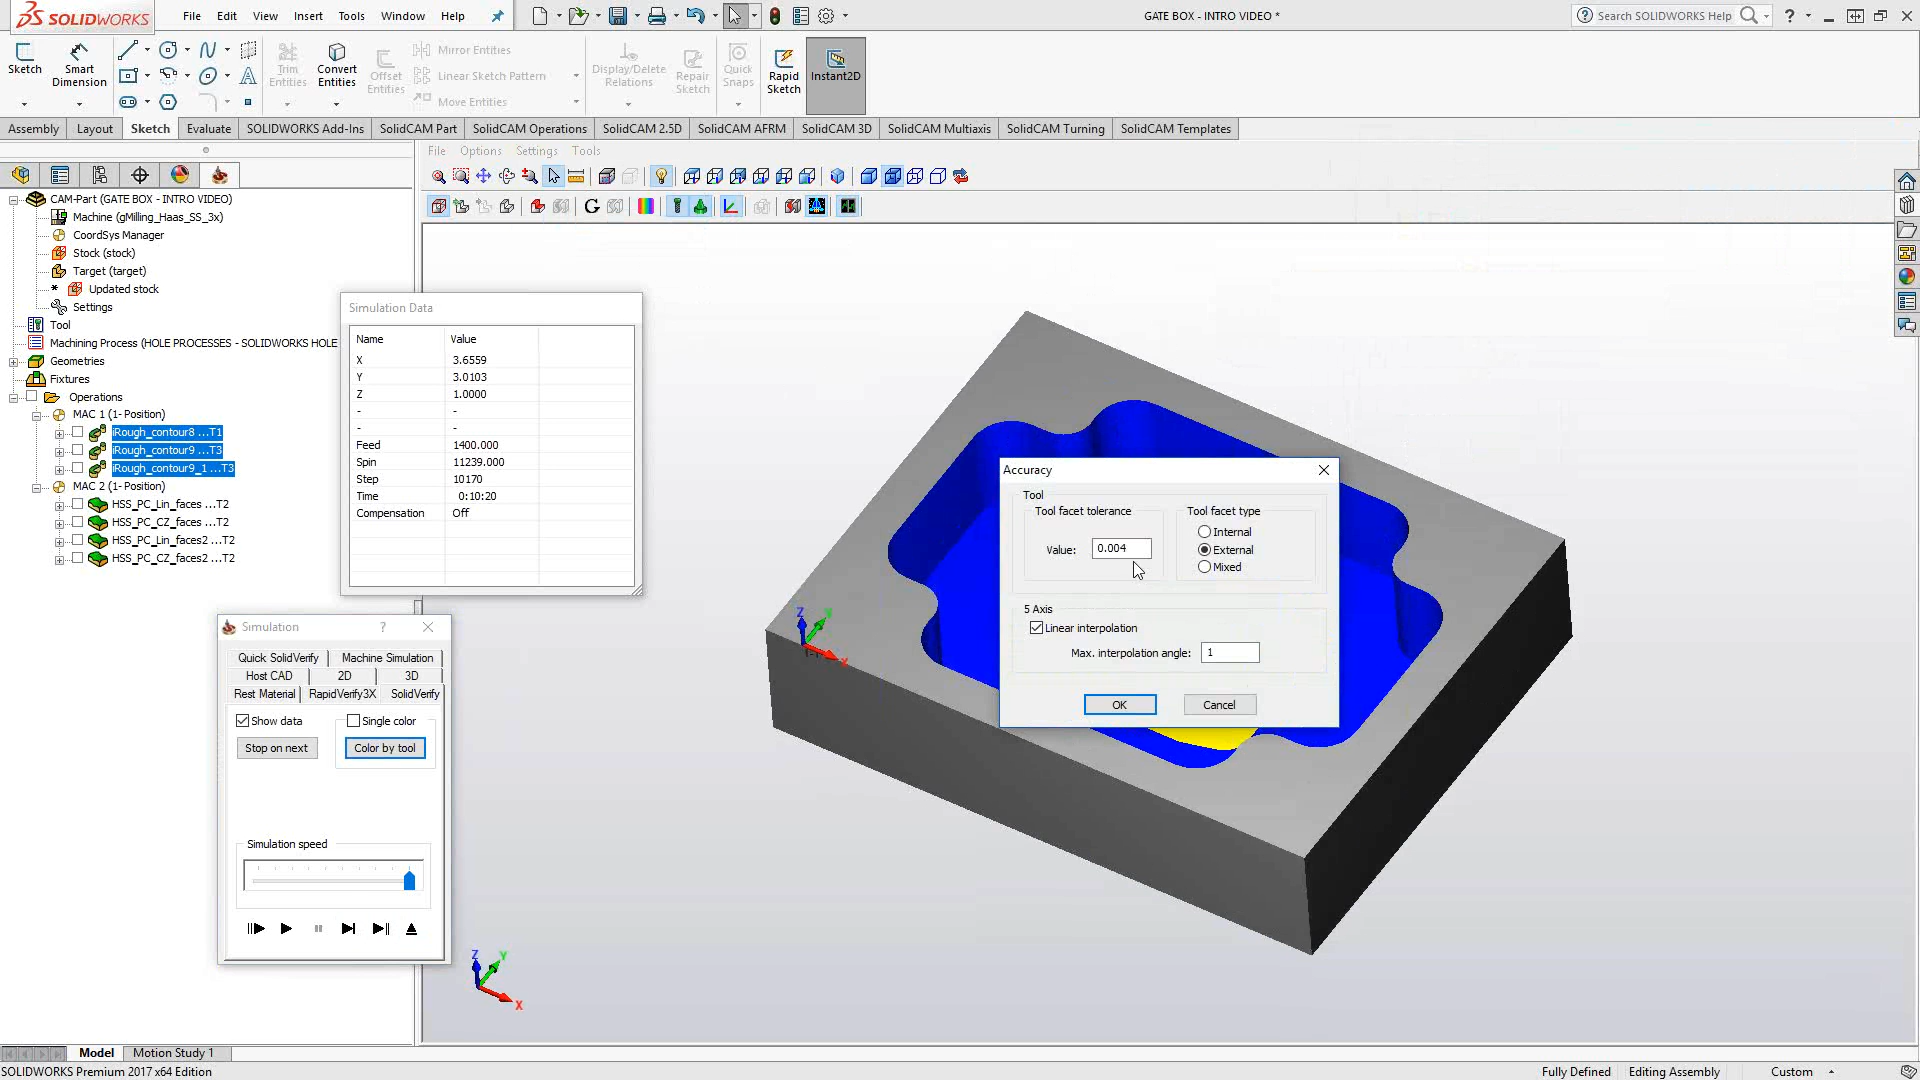 SOLIDWORKS
File Edit View Insert Tools Window Help
GATE BOX - INTRO VIDEO *
Search SOLIDWORKS Help
Sketch
Smart Dimension
Trim Entities
Convert Entities
Offset Entities
Mirror Entities
Linear Sketch Pattern
Move Entities
Display/Delete Relations
Repair Sketch
Quick Snaps
Rapid Sketch
Instant2D
Assembly Layout Sketch Evaluate SOLIDWORKS Add-Ins SolidCAM Part SolidCAM Operations SolidCAM 2.5D SolidCAM AFRM SolidCAM 3D SolidCAM Multiaxis SolidCAM Turning SolidCAM Templates
File Options Settings Tools
CAM-Part (GATE BOX - INTRO VIDEO)
Machine (gMilling_Haas_SS_3x)
CoordSys Manager
Stock (stock)
Target (target)
* Updated stock
Settings
Tool
Machining Process (HOLE PROCESSES - SOLIDWORKS HOLE
Geometries
Fixtures
Operations
MAC 1 (1- Position)
iRough_contour8 ...T1
iRough_contour9 ...T3
iRough_contour9_1 ...T3
MAC 2 (1- Position)
HSS_PC_Lin_faces ...T2
HSS_PC_CZ_faces ...T2
HSS_PC_Lin_faces2 ...T2
HSS_PC_CZ_faces2 ...T2
Simulation Data
Name Value
X 3.6559
Y 3.0103
Z 1.0000
- -
- -
Feed 1400.000
Spin 11239.000
Step 10170
Time 0:10:20
Compensation Off
Simulation ?
Quick SolidVerify Machine Simulation
Host CAD 2D 3D
Rest Material RapidVerify3X SolidVerify
Show data Single color
Stop on next Color by tool
Simulation speed
Accuracy
Tool
Tool facet tolerance
Value: 0.004
Tool facet type
Internal
External
Mixed
5 Axis
Linear interpolation
Max. interpolation angle: 1
OK Cancel
Z Y X
Z Y X
Model Motion Study 1
SOLIDWORKS Premium 2017 x64 Edition
Fully Defined Editing Assembly Custom